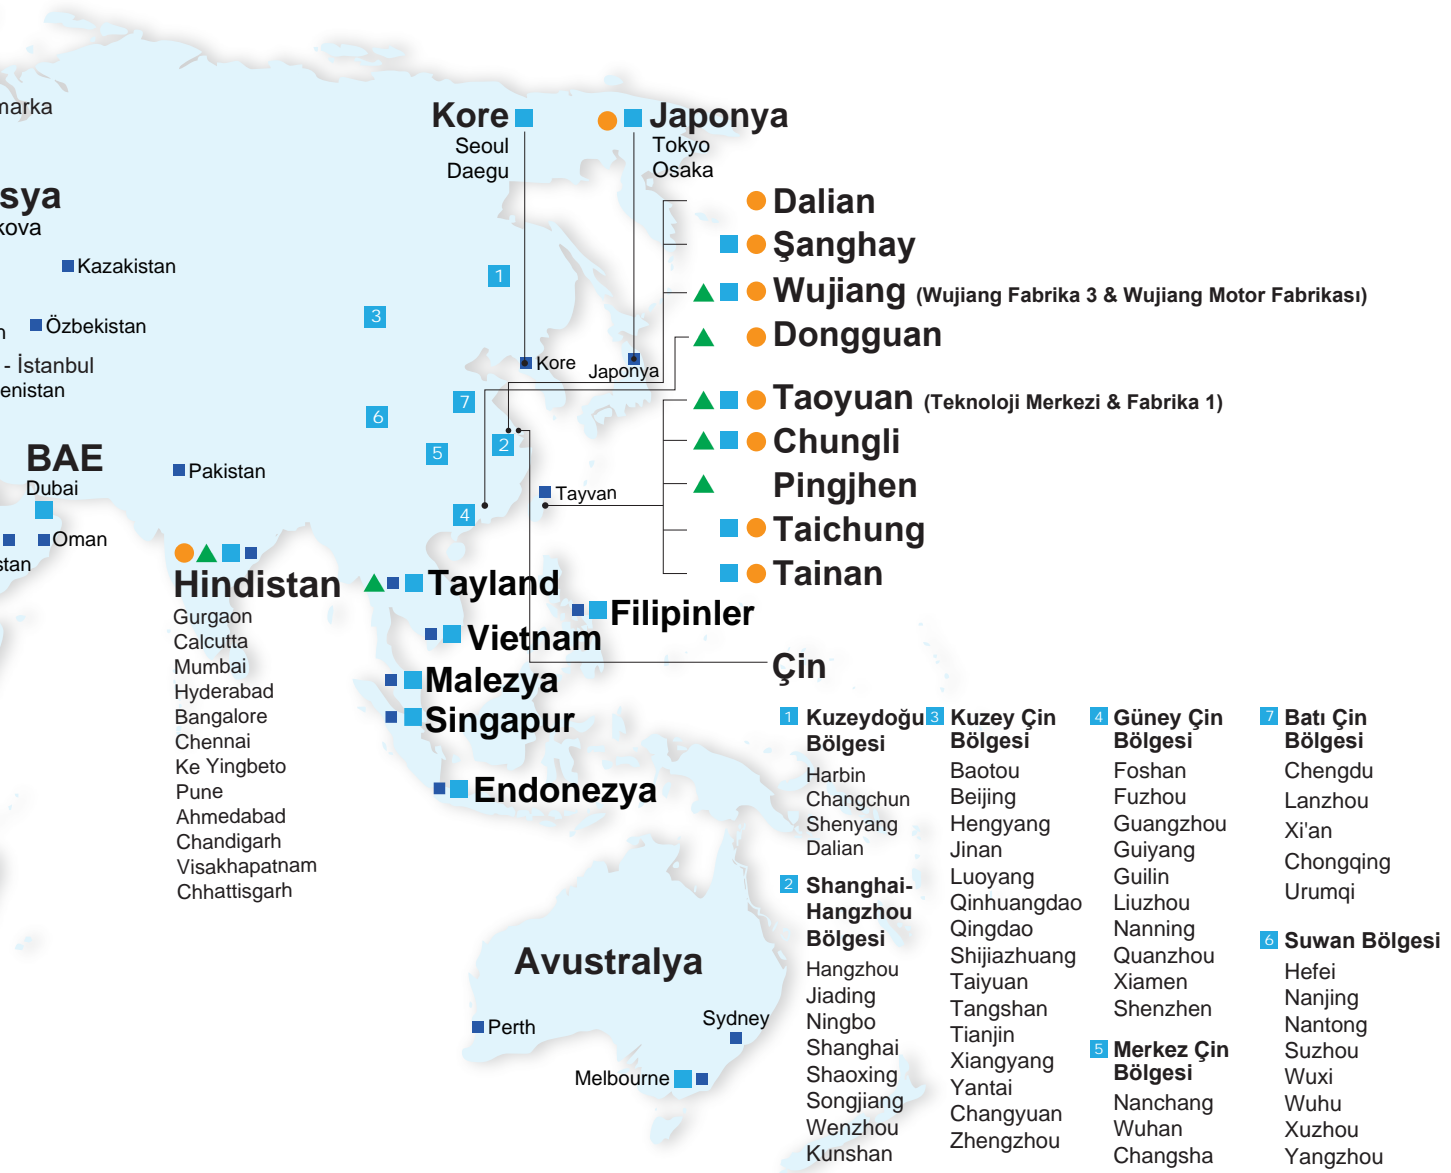 marka
sya
kova
Kazakistan
Özbekistan
n
- İstanbul
enistan
BAE
Dubai
Oman
stan
Pakistan
Hindistan
Gurgaon
Calcutta
Mumbai
Hyderabad
Bangalore
Chennai
Ke Yingbeto
Pune
Ahmedabad
Chandigarh
Visakhapatnam
Chhattisgarh
Kore
Seoul
Daegu
Japonya
Tokyo
Osaka
1
3
7
6
5
2
4
Kore
Japonya
Tayvan
Dalian
Şanghay
Wujiang (Wujiang Fabrika 3 & Wujiang Motor Fabrikası)
Dongguan
Taoyuan (Teknoloji Merkezi & Fabrika 1)
Chungli
Pingjhen
Taichung
Tainan
Tayland
Filipinler
Vietnam
Malezya
Singapur
Endonezya
Avustralya
Perth
Sydney
Melbourne
Çin
1 Kuzeydoğu
Bölgesi
Harbin
Changchun
Shenyang
Dalian
2 Shanghai-
Hangzhou
Bölgesi
Hangzhou
Jiading
Ningbo
Shanghai
Shaoxing
Songjiang
Wenzhou
Kunshan
3 Kuzey Çin
Bölgesi
Baotou
Beijing
Hengyang
Jinan
Luoyang
Qinhuangdao
Qingdao
Shijiazhuang
Taiyuan
Tangshan
Tianjin
Xiangyang
Yantai
Changyuan
Zhengzhou
4 Güney Çin
Bölgesi
Foshan
Fuzhou
Guangzhou
Guiyang
Guilin
Liuzhou
Nanning
Quanzhou
Xiamen
Shenzhen
5 Merkez Çin
Bölgesi
Nanchang
Wuhan
Changsha
7 Batı Çin
Bölgesi
Chengdu
Lanzhou
Xi'an
Chongqing
Urumqi
6 Suwan Bölgesi
Hefei
Nanjing
Nantong
Suzhou
Wuxi
Wuhu
Xuzhou
Yangzhou